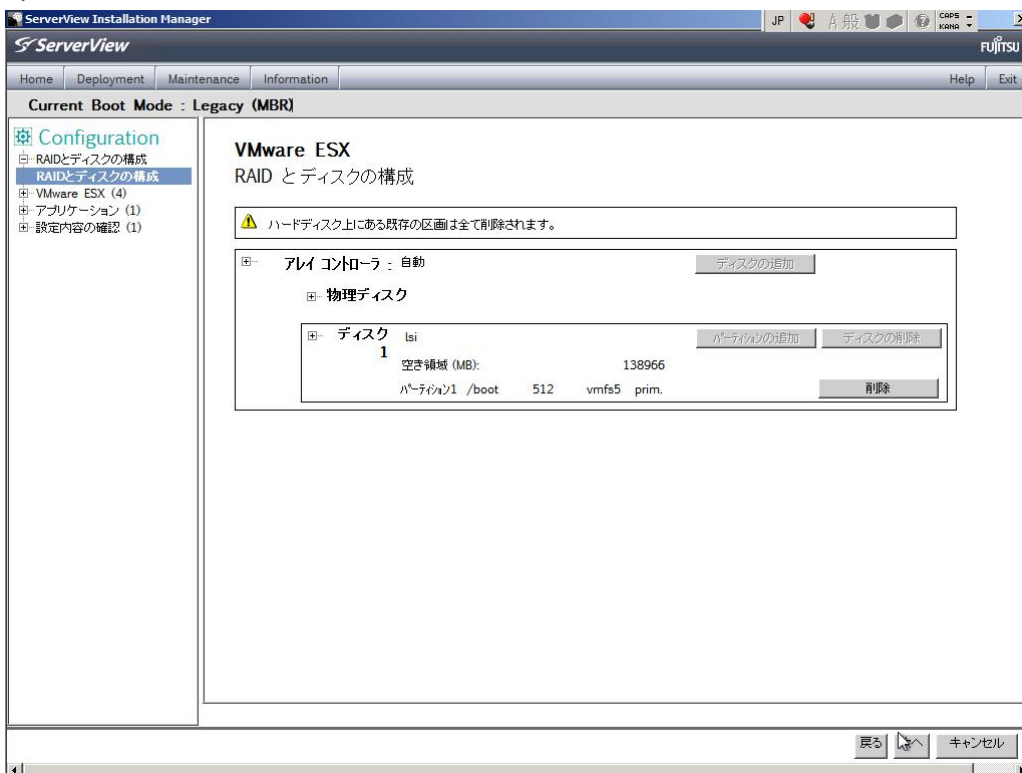 ServerView Installation Manager
JP A 般 CAPS KANA
ServerView
FUJITSU
Home Deployment Maintenance Information Help Exit
Current Boot Mode : Legacy (MBR)
Configuration
RAIDとディスクの構成
RAIDとディスクの構成
VMware ESX (4)
アプリケーション (1)
設定内容の確認 (1)
VMware ESX
RAID とディスクの構成
ハードディスク上にある既存の区画は全て削除されます。
アレイ コントローラ : 自動 ディスクの追加
物理ディスク
ディスク 1 lsi パーティションの追加 ディスクの削除
空き領域 (MB): 138966
パーティション1 /boot 512 vmfs5 prim. 削除
戻る へ キャンセル